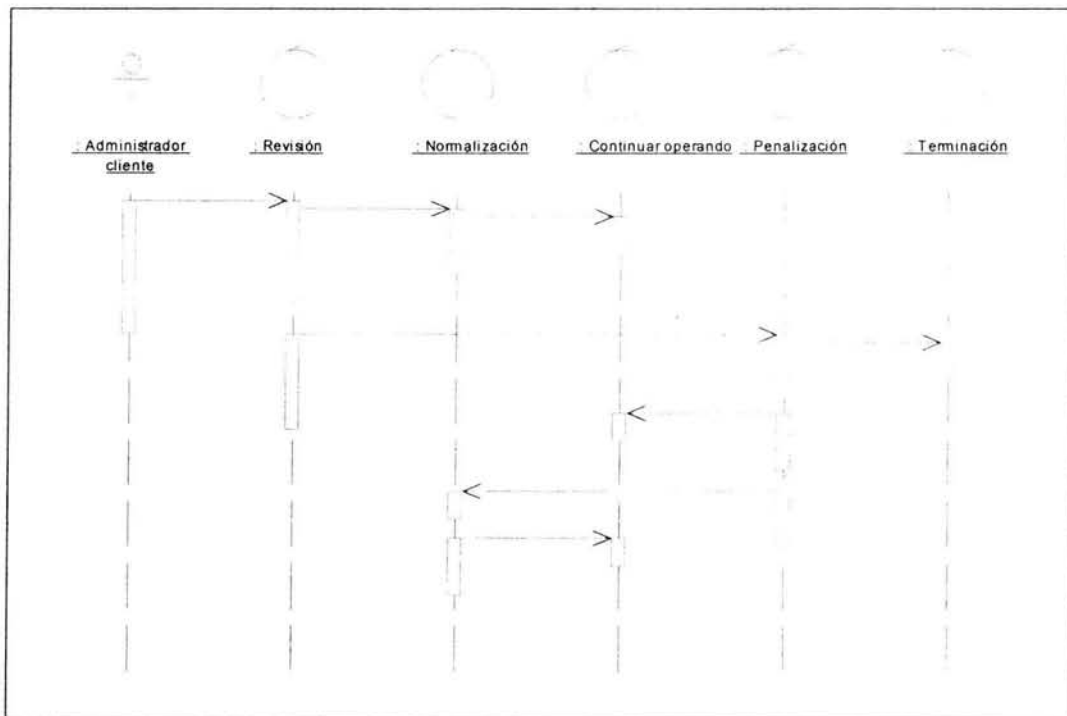 : Administrador
cliente
: Revisión
: Normalización
: Continuar operando
: Penalización
: Terminación